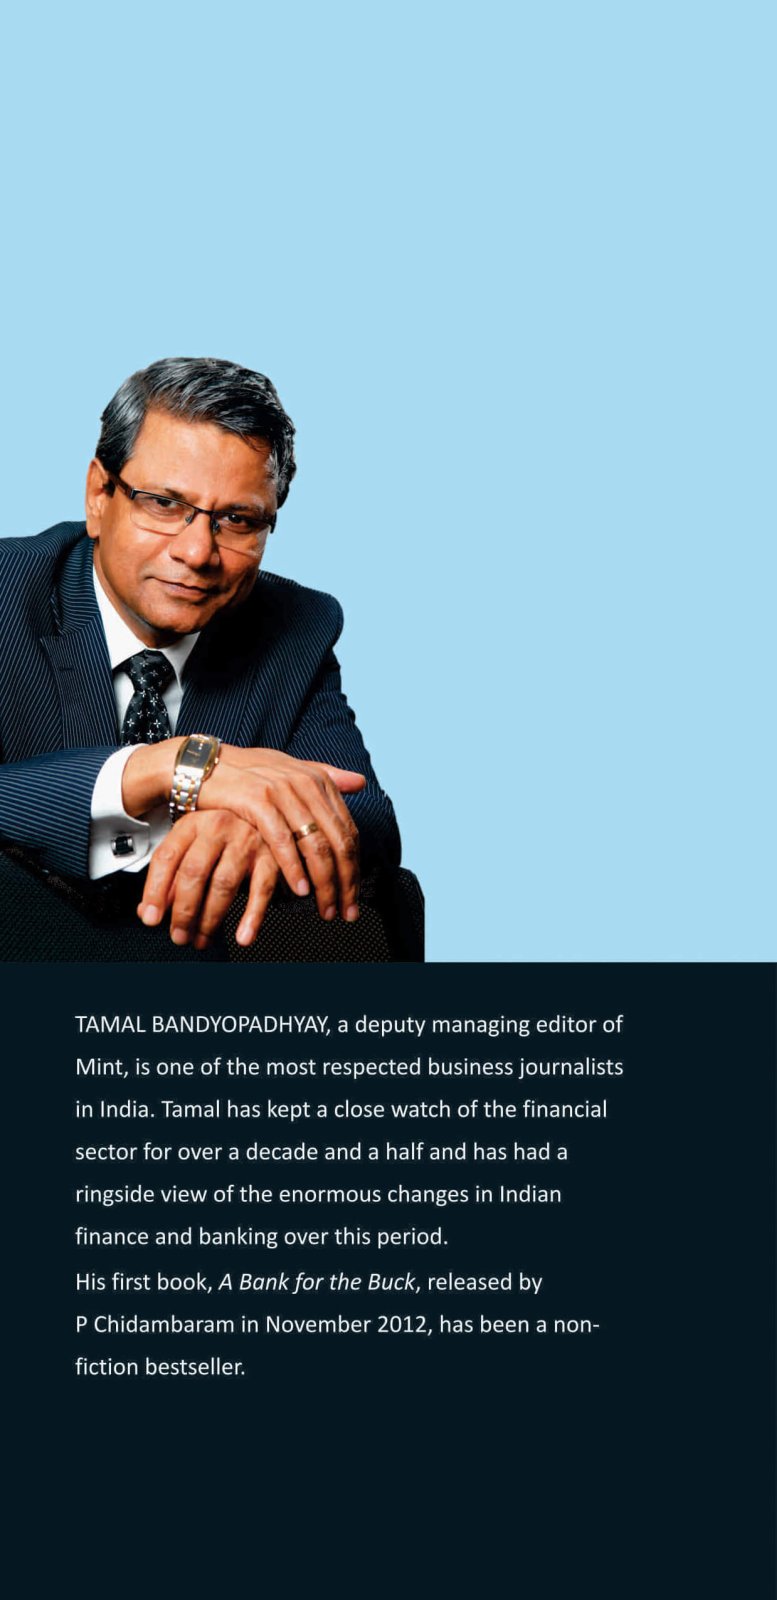 TAMAL BANDYOPADHYAY, a deputy managing editor of
Mint, is one of the most respected business journalists
in India. Tamal has kept a close watch of the financial
sector for over a decade and a half and has had a
ringside view of the enormous changes in Indian
finance and banking over this period.
His first book, A Bank for the Buck, released by
P Chidambaram in November 2012, has been a non-
fiction bestseller.